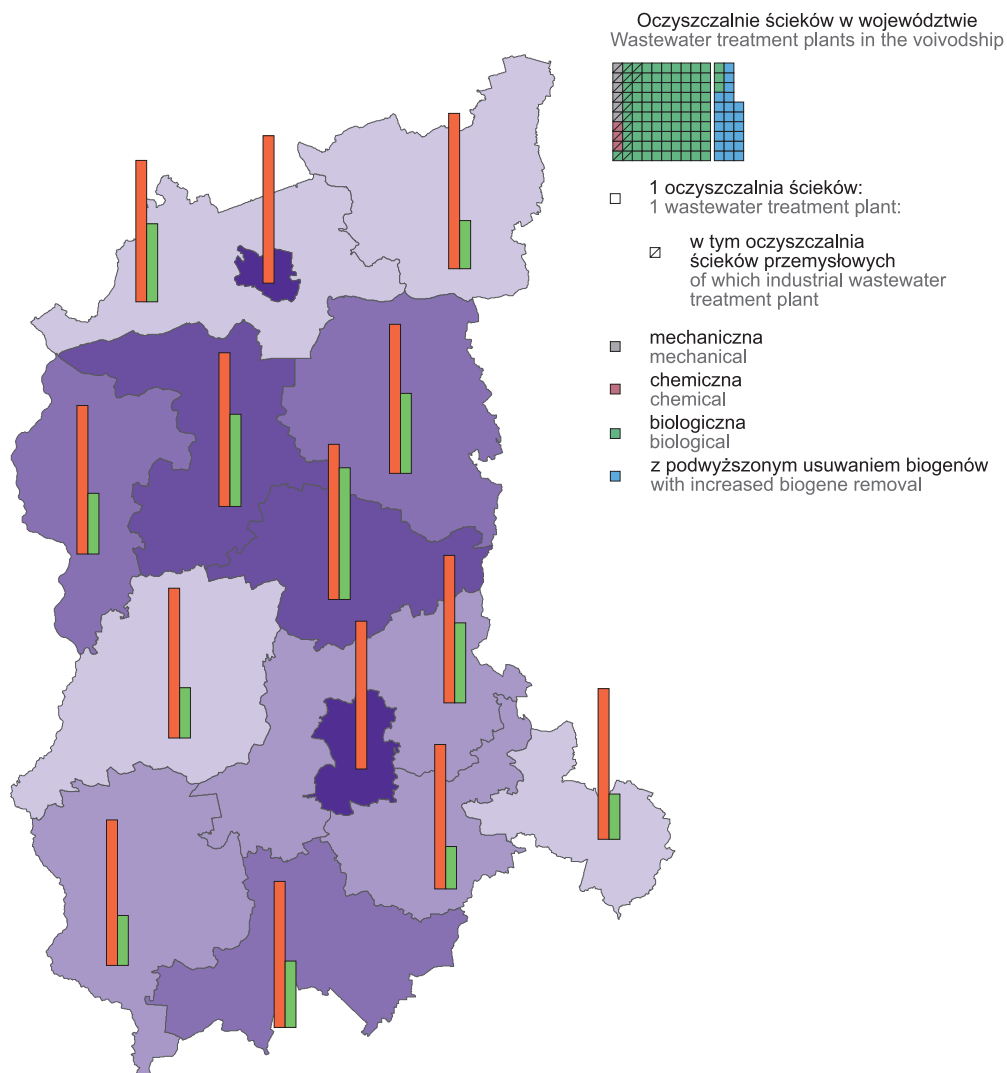 Oczyszczalnie ścieków w województwie
Wastewater treatment plants in the voivodship
1 oczyszczalnia ścieków:
1 wastewater treatment plant:
w tym oczyszczalnia
ścieków przemysłowych
of which industrial wastewater
treatment plant
mechaniczna
mechanical
chemiczna
chemical
biologiczna
biological
z podwyższonym usuwaniem biogenów
with increased biogene removal